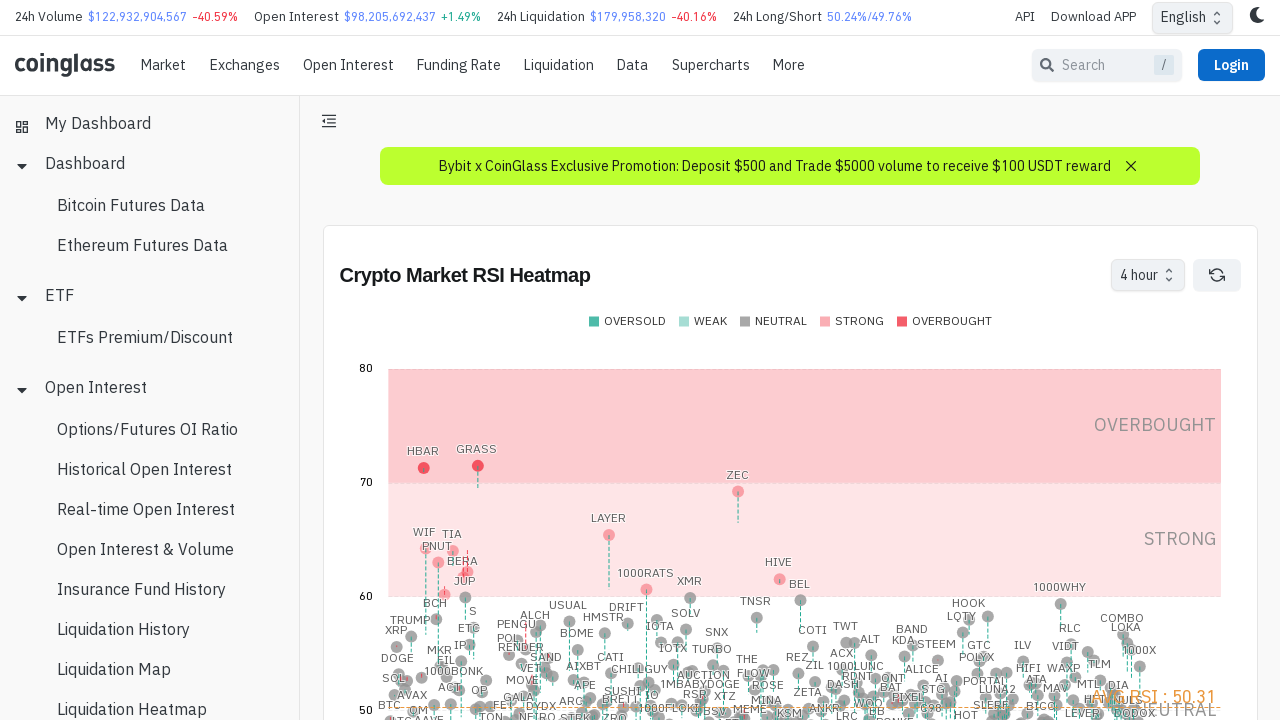 24h Volume $122,932,904,567 -40.59% Open Interest $98,205,692,437 +1.49% 24h Liquidation $179,958,320 -40.16% 24h Long/Short 50.24%/49.76% API Download APP English
coinglass Market Exchanges Open Interest Funding Rate Liquidation Data Supercharts More Search / Login
My Dashboard
Dashboard
Bitcoin Futures Data
Ethereum Futures Data
ETF
ETFs Premium/Discount
Open Interest
Options/Futures OI Ratio
Historical Open Interest
Real-time Open Interest
Open Interest & Volume
Insurance Fund History
Liquidation History
Liquidation Map
Liquidation Heatmap
Bybit x CoinGlass Exclusive Promotion: Deposit $500 and Trade $5000 volume to receive $100 USDT reward
Crypto Market RSI Heatmap 4 hour
OVERSOLD WEAK NEUTRAL STRONG OVERBOUGHT
80
OVERBOUGHT
HBAR GRASS
ZEC
70
LAYER
WIF TIA
STRONG
PNUT
BERA HIVE
1000RATS
JUP XMR BEL 1000WHY
60
BCH S USUAL DRIFT TNSR HOOK
TRUMP ALCH HMSTR SOLV LQTY COMBO
XRP ETC PENGU BOME IOTA SNX COTI TWT BAND RLC LOKA
POL ACX ALT KDA STEEM
MKR IP RENDER IOTX TURBO GTC ILV VIDT 1000X
DOGE FIL SAND CATI THE REZ POLYX
VET AIXBT CHILLGUY ZIL 1000LUNC ALICE HIFI WAXP TLM
SOL 1000BONK MOVE AUCTION FLOW RDNT ONT AI PORTAL ATA
ACT OP APE 1MBABYDOGE ROSE DASH BAT STG LUNA2 MAV MTL DIA
AVAX GALA SUSHI IO RSR XTZ ZETA PIXEL AVG RSI : 50.31
BTC FET DYDX ARC BRETT 1000FLOKI MINA WOO SLERF BICO NULS
50 TON BSV MEME KSM ANKR BB G98 HOT LEVER DODOX NEUTRAL
LTC AAVE NEIRO ZRO LRC